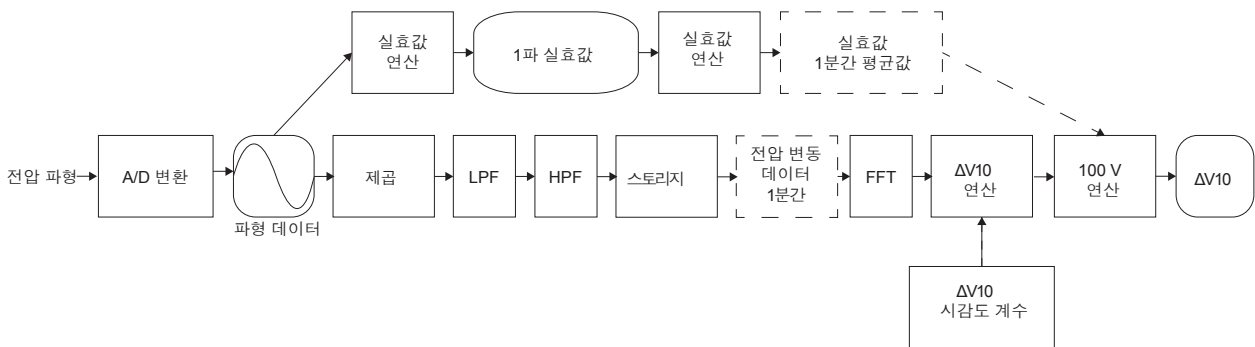 실효값
연산
1파 실효값
실효값
연산
실효값
1분간 평균값
전압 파형
A/D 변환
파형 데이터
제곱
LPF
HPF
스토리지
전압 변동
데이터
1분간
FFT
ΔV10
연산
100 V
연산
ΔV10
ΔV10
시감도 계수